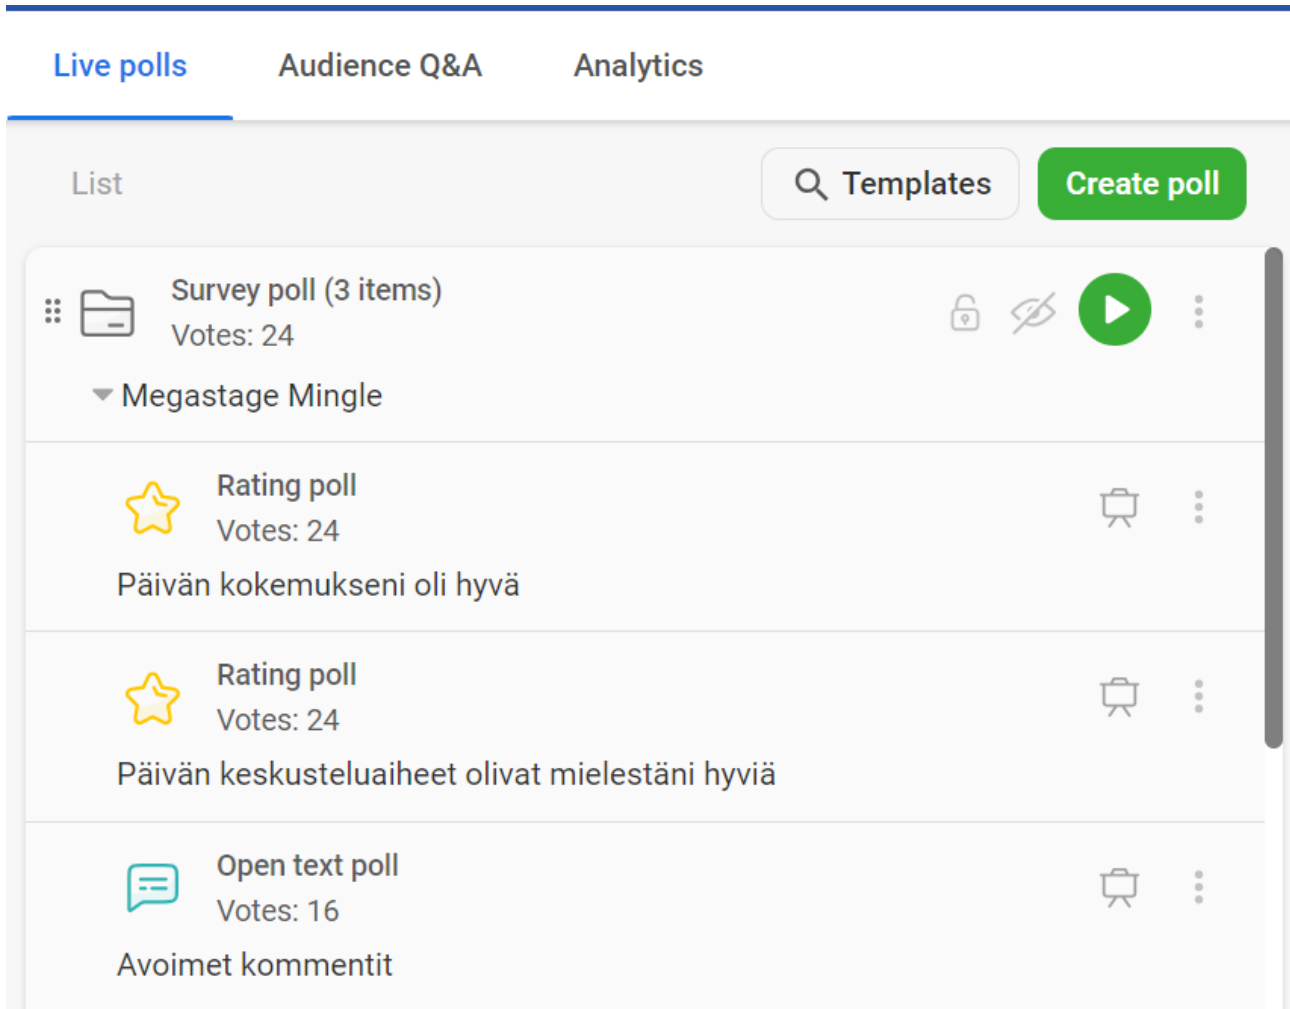 Live polls
Audience Q&A
Analytics
List
Templates
Create poll
Survey poll (3 items)
Votes: 24
Megastage Mingle
Rating poll
Votes: 24
Päivän kokemukseni oli hyvä
Rating poll
Votes: 24
Päivän keskusteluaiheet olivat mielestäni hyviä
Open text poll
Votes: 16
Avoimet kommentit